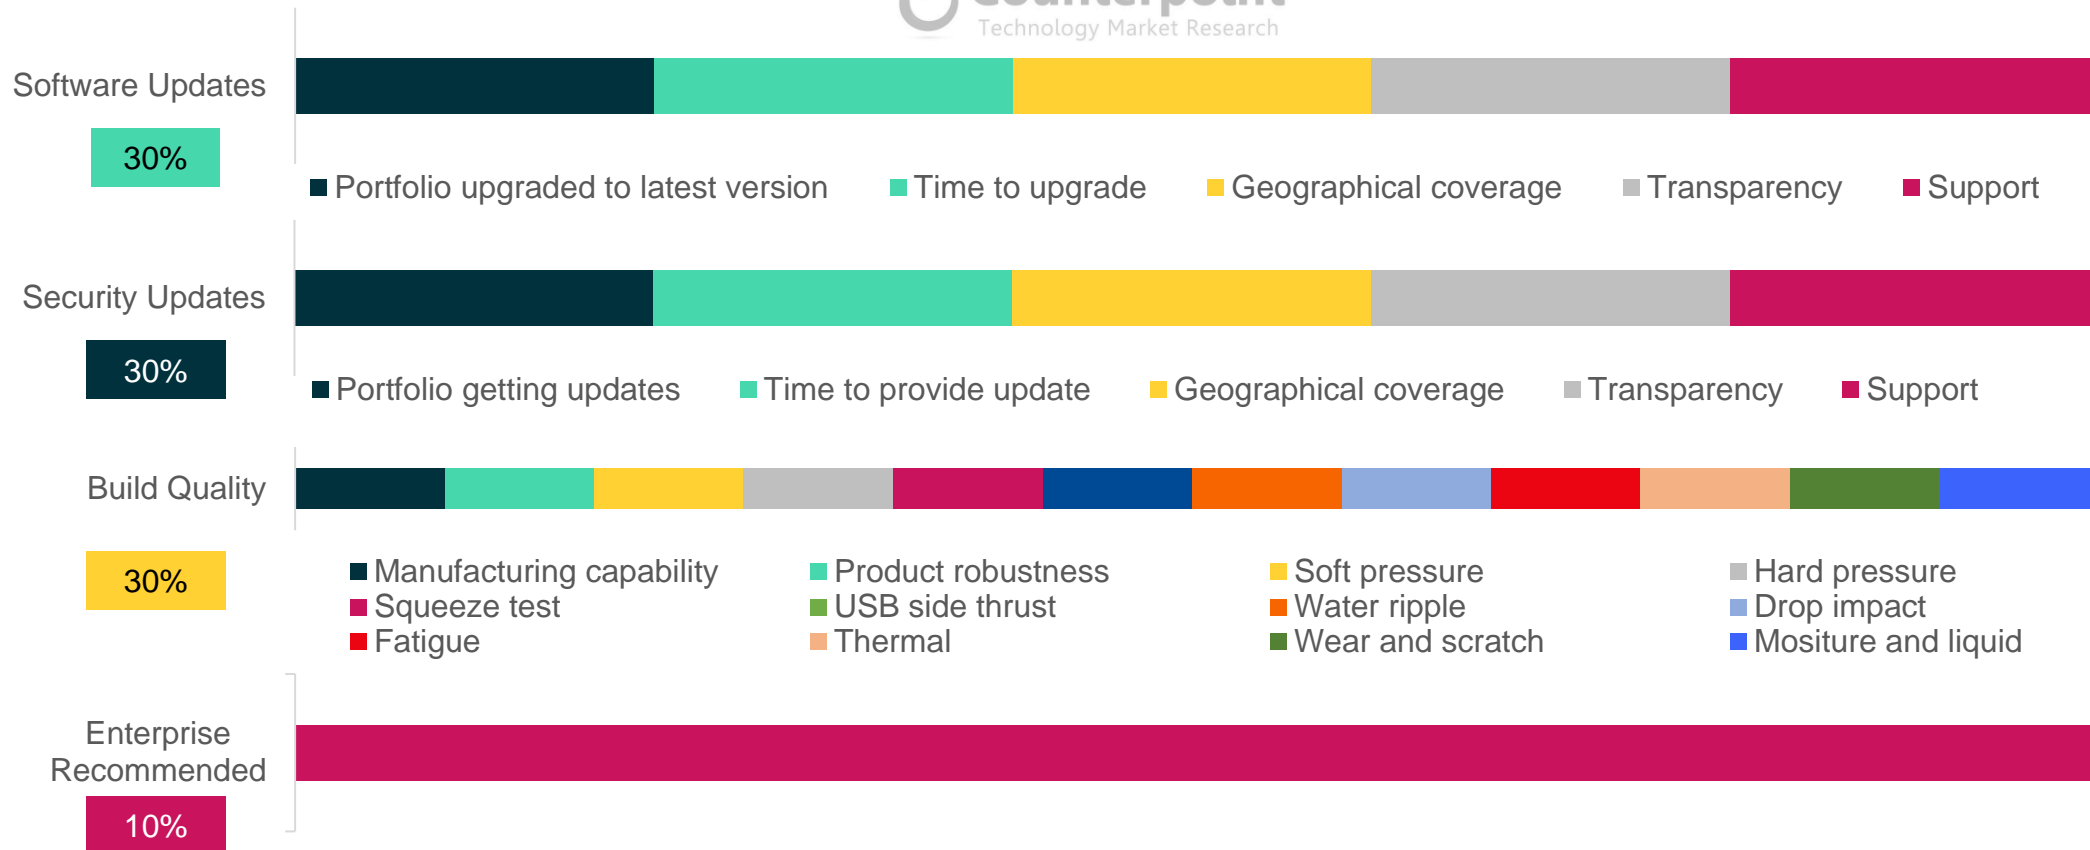 Technology Market Research
Software Updates
30%
Portfolio upgraded to latest version Time to upgrade Geographical coverage Transparency Support
Security Updates
30%
Portfolio getting updates Time to provide update Geographical coverage Transparency Support
Build Quality
30%
Manufacturing capability Product robustness Soft pressure Hard pressure
Squeeze test USB side thrust Water ripple Drop impact
Fatigue Thermal Wear and scratch Mositure and liquid
Enterprise
Recommended
10%